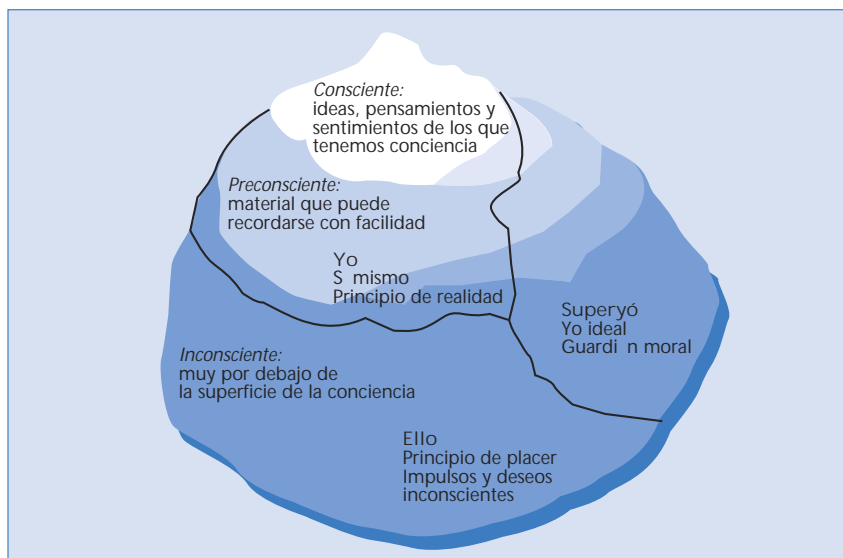 Consciente:
ideas, pensamientos y
sentimientos de los que
tenemos conciencia
Preconsciente:
material que puede
recordarse con facilidad
Yo
S mismo
Principio de realidad
Superyó
Yo ideal
Guardi n moral
Inconsciente:
muy por debajo de
la superficie de la conciencia
Ello
Principio de placer
Impulsos y deseos
inconscientes